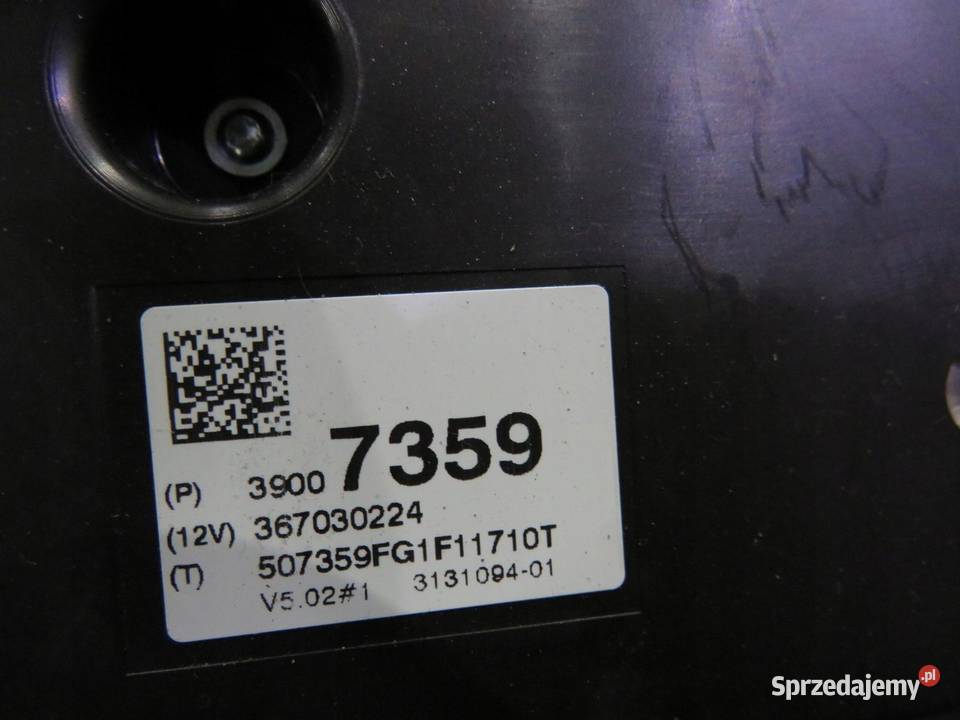 (P) 3900 7359
(12V) 367030224
(T) 507359FG1F11710T
V5.02#1 3131094-01
Sprzedajemy.pl